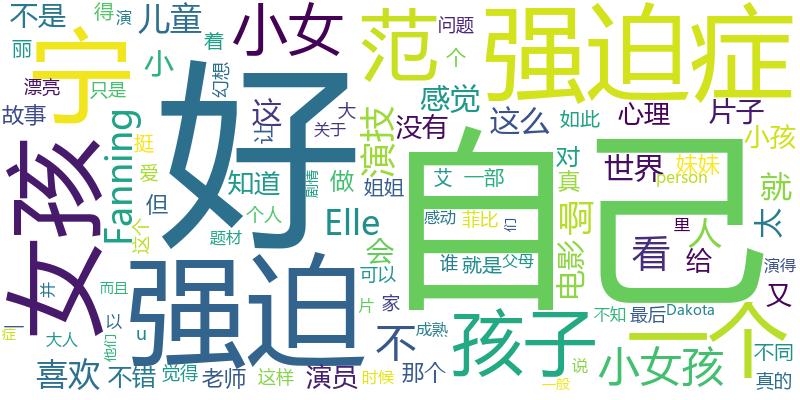 不是 得 演 儿童 小女 范 强迫症 问题
丽 宁 着 个
漂亮 小 幻想 感觉
只是 好 这 演技 如此 心理 片子
故事 让 大 没有 这么 小孩
女孩 Fanning 挺 关于 对 世界 妹妹
爱 知道 做 姐姐 艾 一部 真 person 就
但 剧情 自己
这个 个人 Elle 感动 菲比 们 电影 啊 里 人 太
题材 会 谁 就是 父母 看 给 演得
井 而且 强迫 可以 又
一 以 片 家 不知 最后 Dakota 一个
症 大人 他们 u 不 成熟 孩子 说 不同
喜欢 不错 觉得 老师 这样 演员 时候 那个 一般 小女孩 真的